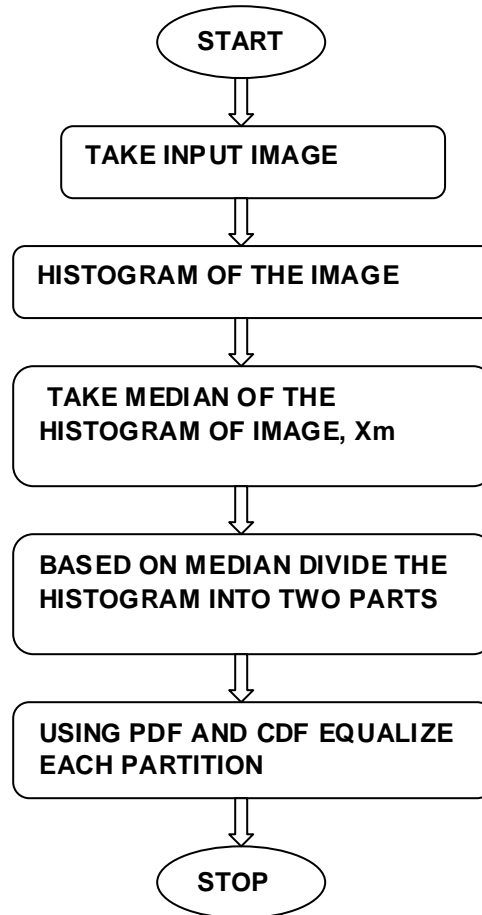 START
TAKE INPUT IMAGE
HISTOGRAM OF THE IMAGE
TAKE MEDIAN OF THE
HISTOGRAM OF IMAGE, Xm
BASED ON MEDIAN DIVIDE THE
HISTOGRAM INTO TWO PARTS
USING PDF AND CDF EQUALIZE
EACH PARTITION
STOP